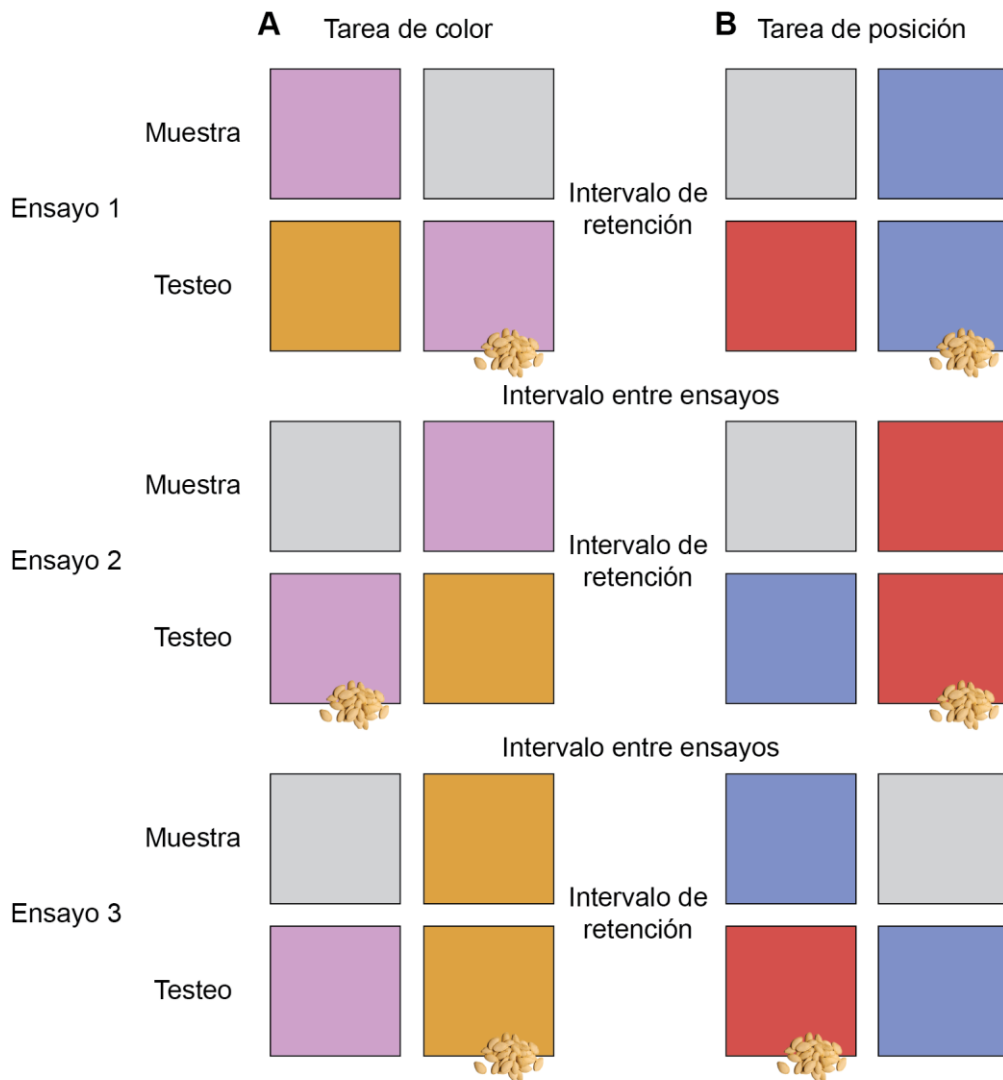 A Tarea de color
B Tarea de posición
Muestra
Ensayo 1
Intervalo de
retención
Testeo
Intervalo entre ensayos
Muestra
Ensayo 2
Intervalo de
retención
Testeo
Intervalo entre ensayos
Muestra
Ensayo 3
Intervalo de
retención
Testeo